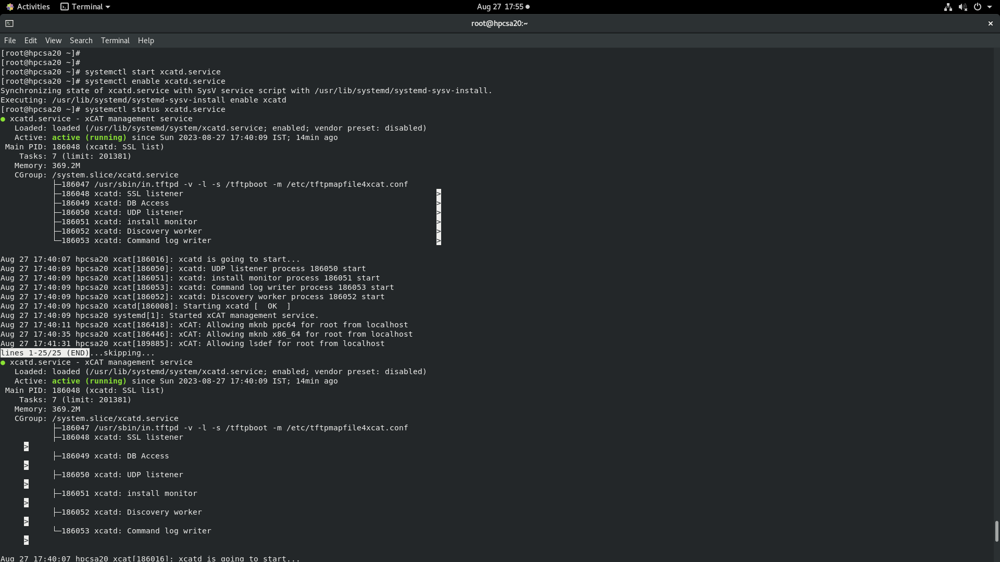 Activities Terminal Aug 27 17:55
root@hpcsa20:~
File Edit View Search Terminal Help
[root@hpcsa20 ~]#
[root@hpcsa20 ~]#
[root@hpcsa20 ~]# systemctl start xcatd.service
[root@hpcsa20 ~]# systemctl enable xcatd.service
Synchronizing state of xcatd.service with SysV service script with /usr/lib/systemd/systemd-sysv-install.
Executing: /usr/lib/systemd/systemd-sysv-install enable xcatd
[root@hpcsa20 ~]# systemctl status xcatd.service
● xcatd.service - xCAT management service
   Loaded: loaded (/usr/lib/systemd/system/xcatd.service; enabled; vendor preset: disabled)
   Active: active (running) since Sun 2023-08-27 17:40:09 IST; 14min ago
 Main PID: 186048 (xcatd: SSL list)
    Tasks: 7 (limit: 201381)
   Memory: 369.2M
   CGroup: /system.slice/xcatd.service
           ├─186047 /usr/sbin/in.tftpd -v -l -s /tftpboot -m /etc/tftpmapfile4xcat.conf
           ├─186048 xcatd: SSL listener >
           ├─186049 xcatd: DB Access >
           ├─186050 xcatd: UDP listener >
           ├─186051 xcatd: install monitor >
           ├─186052 xcatd: Discovery worker >
           └─186053 xcatd: Command log writer >
Aug 27 17:40:07 hpcsa20 xcat[186016]: xcatd is going to start...
Aug 27 17:40:09 hpcsa20 xcat[186050]: xcatd: UDP listener process 186050 start
Aug 27 17:40:09 hpcsa20 xcat[186051]: xcatd: install monitor process 186051 start
Aug 27 17:40:09 hpcsa20 xcat[186053]: xcatd: Command log writer process 186053 start
Aug 27 17:40:09 hpcsa20 xcat[186052]: xcatd: Discovery worker process 186052 start
Aug 27 17:40:09 hpcsa20 xcatd[186008]: Starting xcatd [  OK  ]
Aug 27 17:40:09 hpcsa20 systemd[1]: Started xCAT management service.
Aug 27 17:40:11 hpcsa20 xcat[186418]: xCAT: Allowing mknb ppc64 for root from localhost
Aug 27 17:40:35 hpcsa20 xcat[186446]: xCAT: Allowing mknb x86_64 for root from localhost
Aug 27 17:41:31 hpcsa20 xcat[189885]: xCAT: Allowing lsdef for root from localhost
lines 1-25/25 (END)...skipping...
● xcatd.service - xCAT management service
   Loaded: loaded (/usr/lib/systemd/system/xcatd.service; enabled; vendor preset: disabled)
   Active: active (running) since Sun 2023-08-27 17:40:09 IST; 14min ago
 Main PID: 186048 (xcatd: SSL list)
    Tasks: 7 (limit: 201381)
   Memory: 369.2M
   CGroup: /system.slice/xcatd.service
           ├─186047 /usr/sbin/in.tftpd -v -l -s /tftpboot -m /etc/tftpmapfile4xcat.conf
           ├─186048 xcatd: SSL listener
     >
           ├─186049 xcatd: DB Access
     >
           ├─186050 xcatd: UDP listener
     >
           ├─186051 xcatd: install monitor
     >
           ├─186052 xcatd: Discovery worker
     >
           └─186053 xcatd: Command log writer
     >
Aug 27 17:40:07 hpcsa20 xcat[186016]: xcatd is going to start...